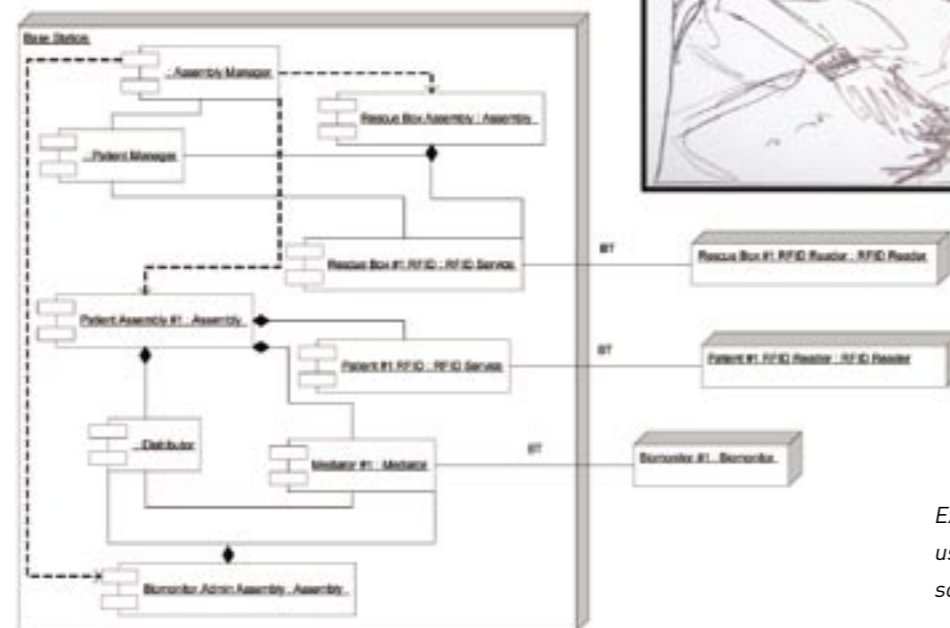 Base Station
: Assembly Manager
Rescue Box Assembly : Assembly
: Patient Manager
Rescue Box #1 RFID : RFID Service
BT
Rescue Box #1 RFID Reader : RFID Reader
Patient Assembly #1 : Assembly
Patient #1 RFID : RFID Service
BT
Patient #1 RFID Reader : RFID Reader
: Distributor
Mediator #1 : Mediator
BT
Biomonitor #1 : Biomonitor
Biomonitor Admin Assembly : Assembly